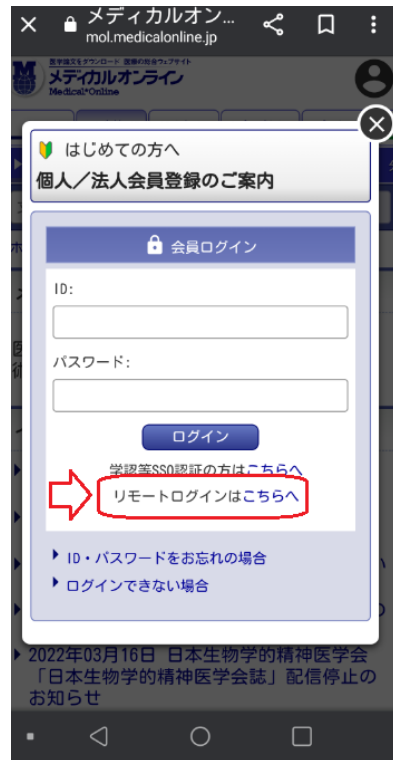 メディカルオン...
mol.medicalonline.jp
医学論文をダウンロード 医療の総合ウェブサイト
メディカルオンライン
Medical*Online
はじめての方へ
個人／法人会員登録のご案内
会員ログイン
ID:
パスワード:
ログイン
学認等SSO認証の方はこちらへ
リモートログインはこちらへ
ID・パスワードをお忘れの場合
ログインできない場合
2022年03月16日 日本生物学的精神医学会
「日本生物学的精神医学会誌」配信停止の
お知らせ